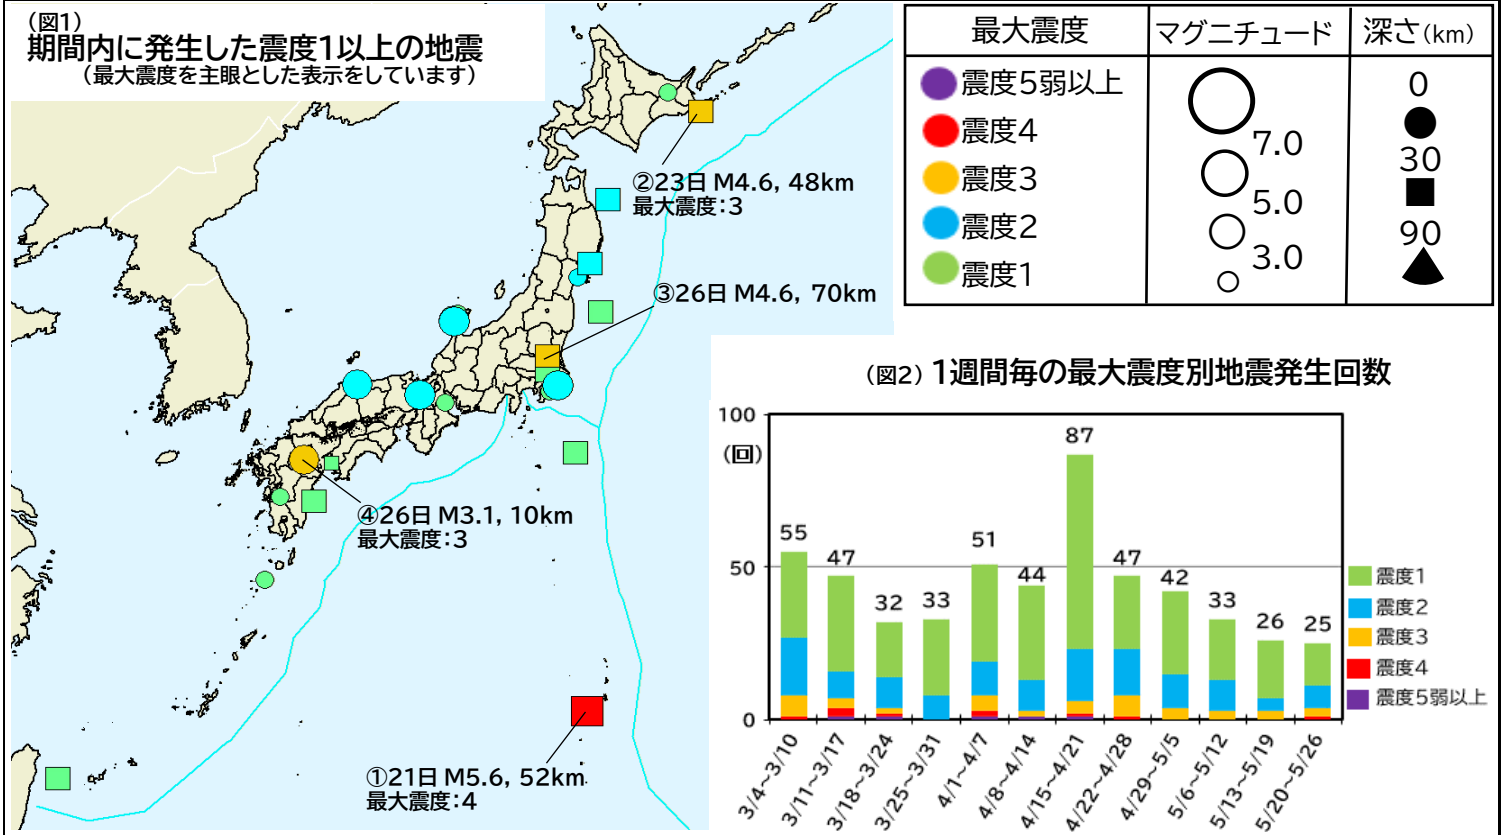 (図1)
期間内に発生した震度1以上の地震
(最大震度を主眼とした表示をしています)
②23日 M4.6, 48km
最大震度:3
③26日 M4.6, 70km
④26日 M3.1, 10km
最大震度:3
①21日 M5.6, 52km
最大震度:4
最大震度 マグニチュード 深さ(km)
震度5弱以上
震度4
震度3
震度2
震度1
7.0
5.0
3.0
0
30
90
(図2) 1週間毎の最大震度別地震発生回数
100
(回)
50
0
55
47
32
33
51
44
87
47
42
33
26
25
3/4~3/10
3/11~3/17
3/18~3/24
3/25~3/31
4/1~4/7
4/8~4/14
4/15~4/21
4/22~4/28
4/29~5/5
5/6~5/12
5/13~5/19
5/20~5/26
震度1
震度2
震度3
震度4
震度5弱以上